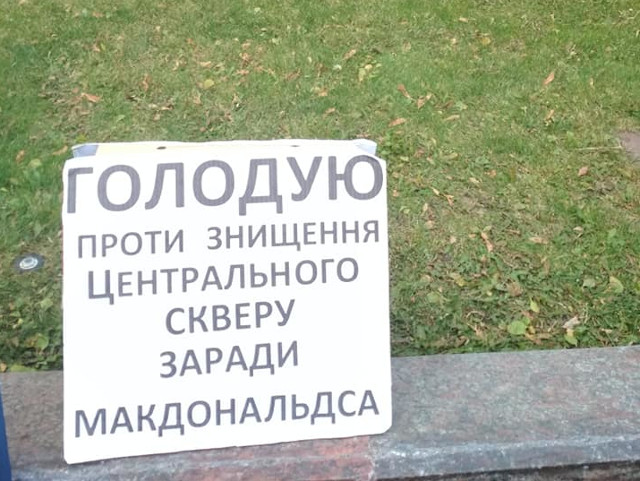 ГОЛОДУЮ
ПРОТИ ЗНИЩЕННЯ
ЦЕНТРАЛЬНОГО
СКВЕРУ
ЗАРАДИ
МАКДОНАЛЬДСА